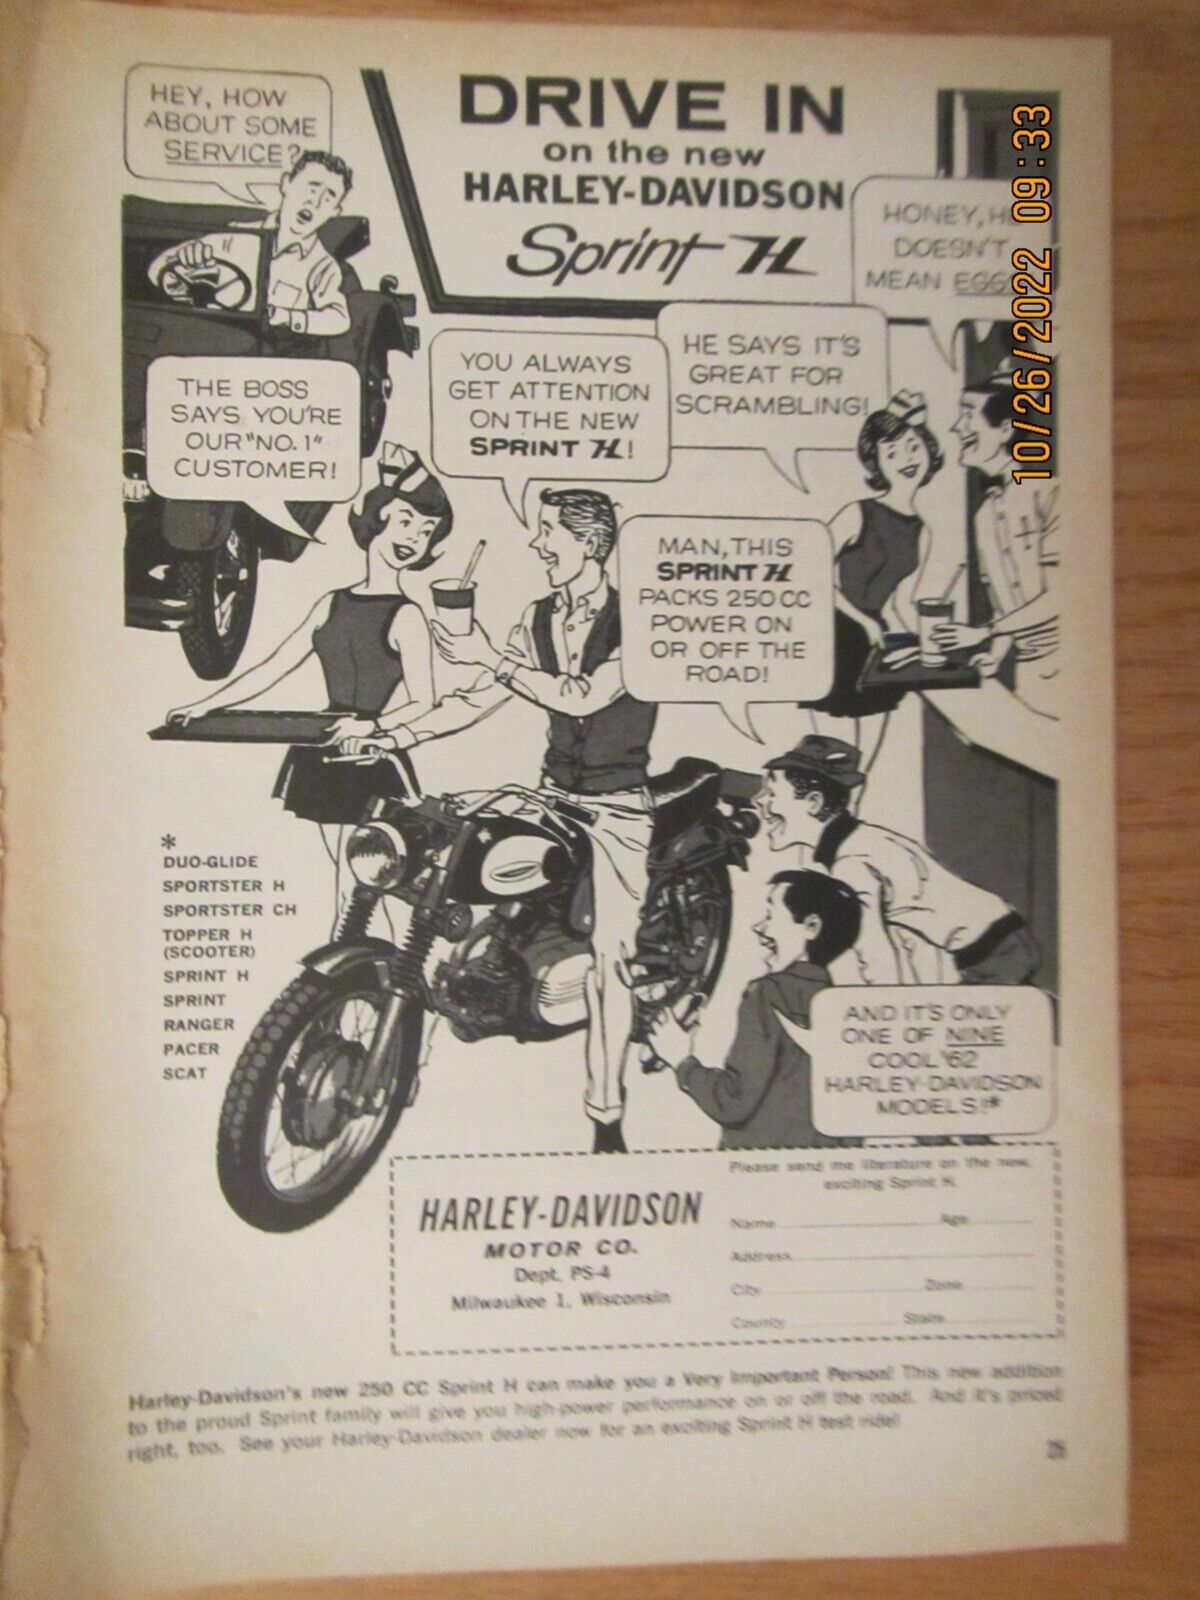 HEY, HOW
ABOUT SOME
SERVICE?
DRIVE IN
on the new
HARLEY-DAVIDSON
Sprint H
HONEY,
DOESN'T
MEAN
HE SAYS IT'S
GREAT FOR
SCRAMBLING!
YOU ALWAYS
GET ATTENTION
ON THE NEW
SPRINT H!
THE BOSS
SAYS YOU'RE
OUR "NO. 1"
CUSTOMER!
MAN, THIS
SPRINT H
PACKS 250 CC
POWER ON
OR OFF THE
ROAD!
*
DUO-GLIDE
SPORTSTER H
SPORTSTER CH
TOPPER H
(SCOOTER)
SPRINT H
SPRINT
RANGER
PACER
SCAT
AND IT'S ONLY
ONE OF NINE
COOL '62
HARLEY-DAVIDSON
MODELS!*
HARLEY-DAVIDSON
MOTOR CO.
Dept. PS-4
Milwaukee 1, Wisconsin
Please send me literature on the new,
exciting Sprint H.
Name Age
Address
City Zone
County State
Harley-Davidson's new 250 CC Sprint H can make you a Very Important Person! This new addition
to the proud Sprint family will give you high-power performance on or off the road. And it's priced
right, too. See your Harley-Davidson dealer now for an exciting Sprint H test ride!
10/26/2022 09:33